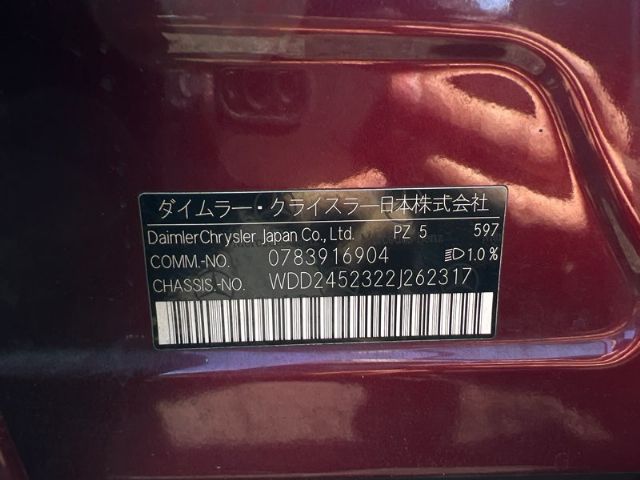 ダイムラー・クライスラー日本株式会社
DaimlerChrysler Japan Co., Ltd. PZ 5 597
COMM.-NO. 0783916904 1.0%
CHASSIS.-NO. WDD2452322J262317